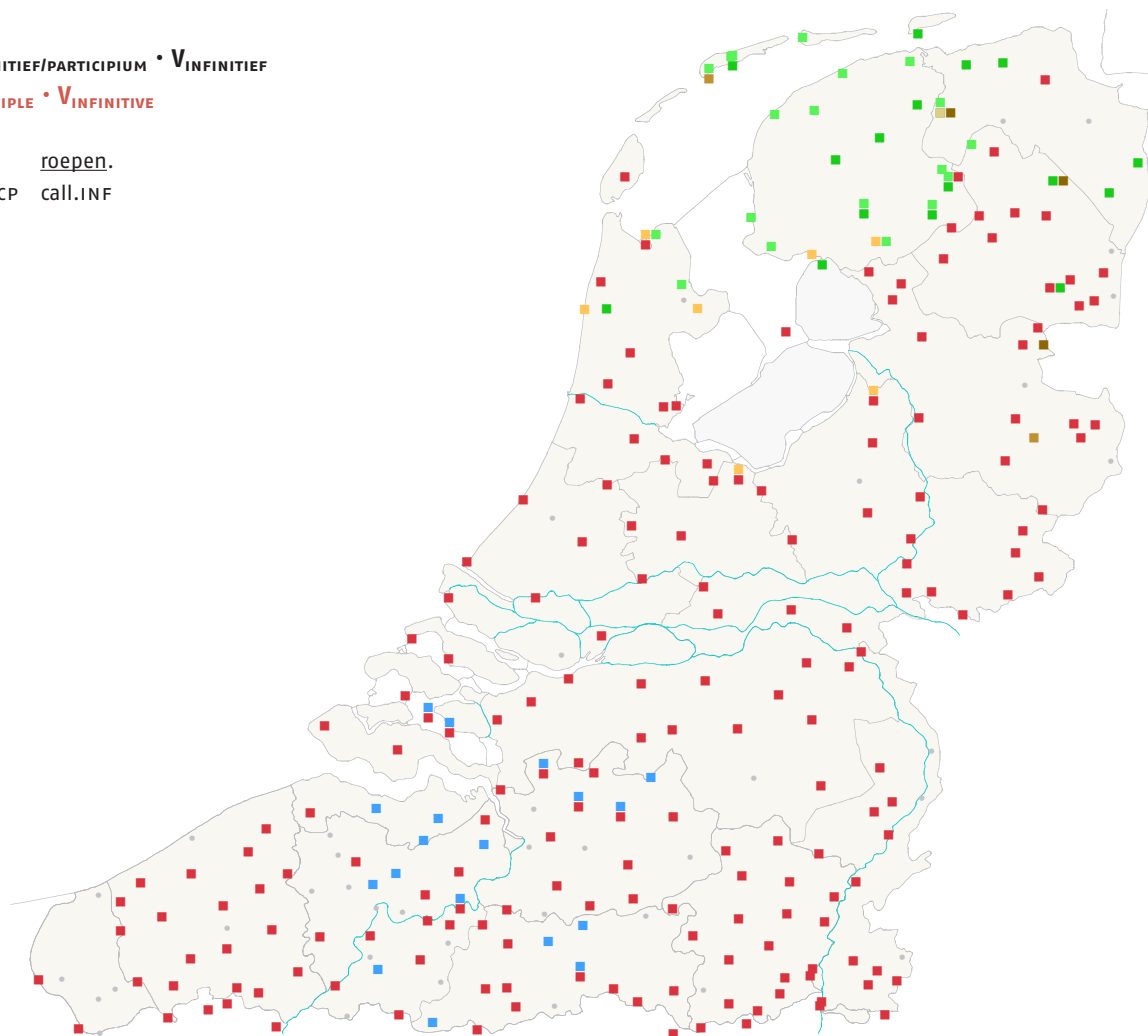 ITIEF/PARTICIPIUM • VINFINITIEF
IPLE • VINFINITIVE
roepen.
CP call.INF